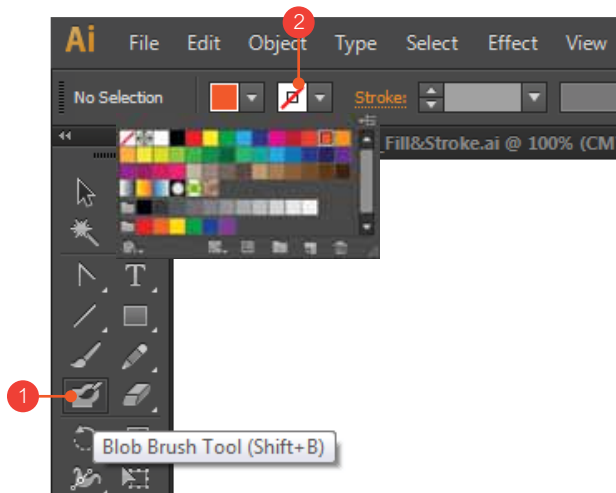 2
Ai File Edit Object Type Select Effect View
No Selection Stroke:
_Fill&Stroke.ai @ 100% (CM
T
1
Blob Brush Tool (Shift+B)